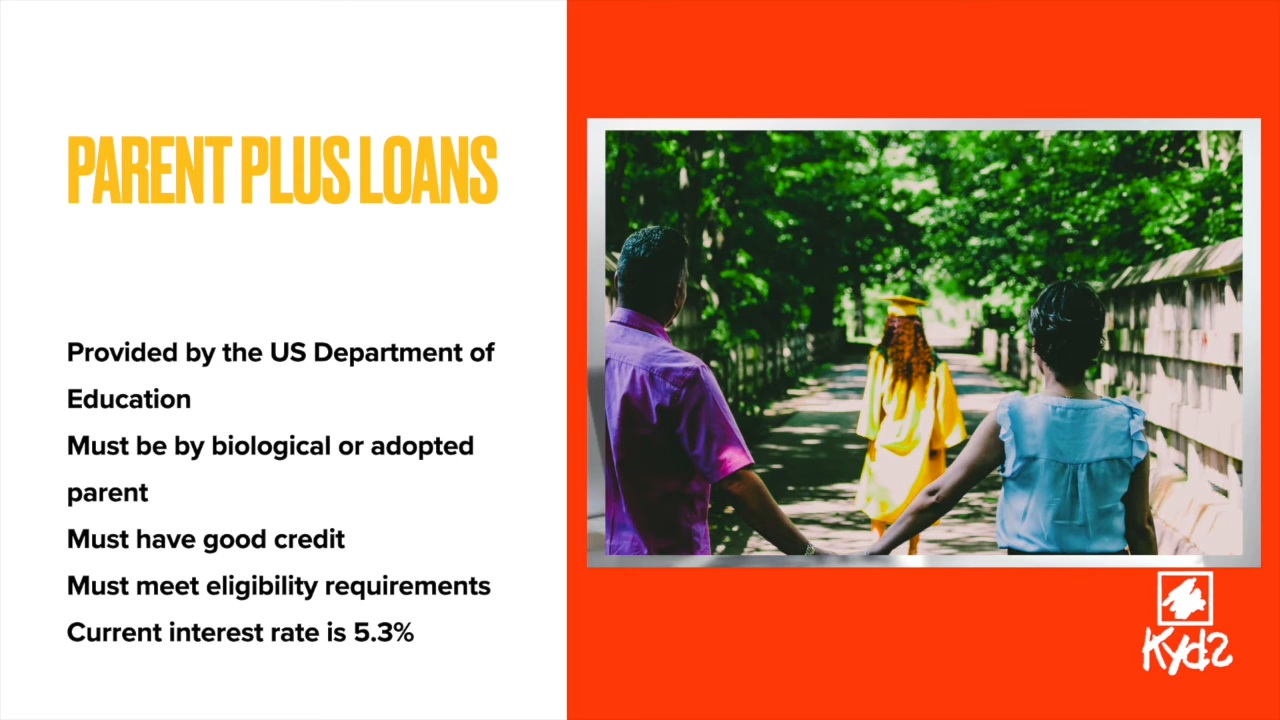 PARENT PLUS LOANS
Provided by the US Department of
Education
Must be by biological or adopted
parent
Must have good credit
Must meet eligibility requirements
Current interest rate is 5.3%
Kyds